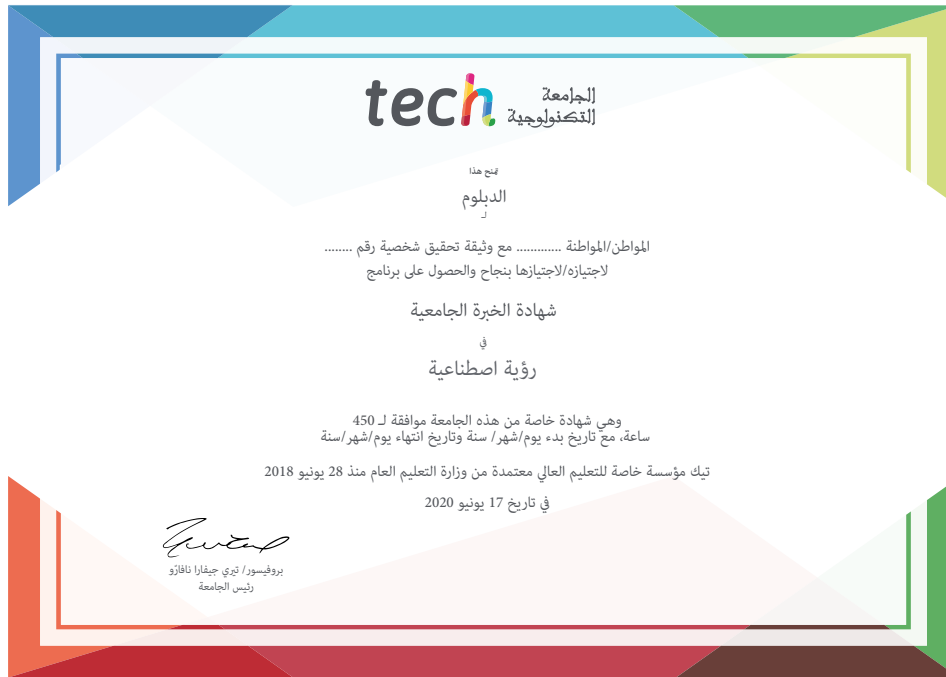 tech الجامعة
التكنولوجية
تمنح هذا
الدبلوم
لـ
المواطن/المواطنة ............. مع وثيقة تحقيق شخصية رقم ........
لاجتيازه/لاجتيازها بنجاح والحصول على برنامج
شهادة الخبرة الجامعية
في
رؤية اصطناعية
وهي شهادة خاصة من هذه الجامعة موافقة لـ 450
ساعة، مع تاريخ بدء يوم/شهر/ سنة وتاريخ انتهاء يوم/شهر/سنة
تيك مؤسسة خاصة للتعليم العالي معتمدة من وزارة التعليم العام منذ 28 يونيو 2018
في تاريخ 17 يونيو 2020
بروفيسور/ تيري جيفارا نافارّو
رئيس الجامعة